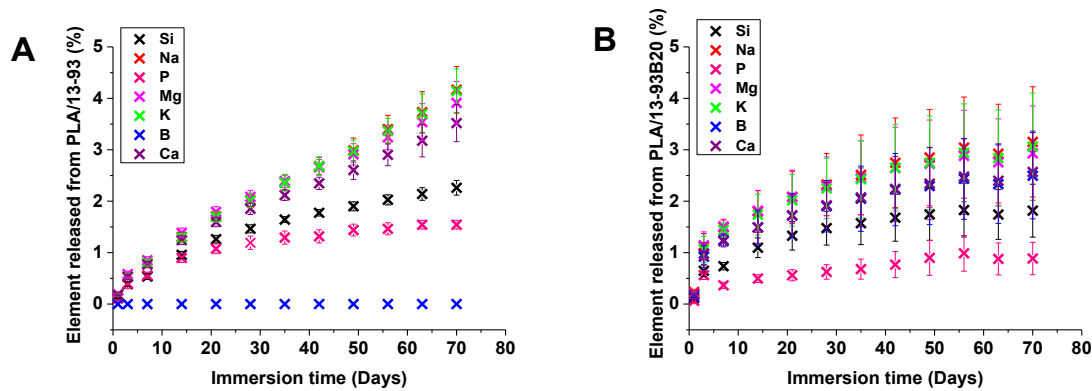 A
Element released from PLA/13-93 (%)
Si
Na
P
Mg
K
B
Ca
5
4
3
2
1
0
0 10 20 30 40 50 60 70 80
Immersion time (Days)
B
Element released from PLA/13-93B20 (%)
Si
Na
P
Mg
K
B
Ca
5
4
3
2
1
0
0 10 20 30 40 50 60 70 80
Immersion time (Days)